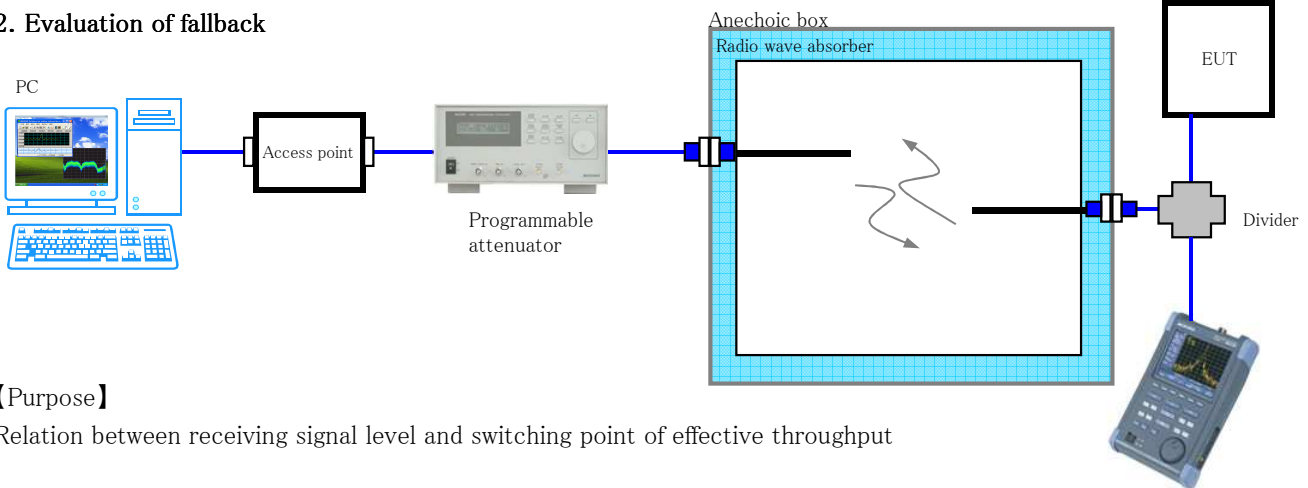 2. Evaluation of fallback
Anechoic box
Radio wave absorber
EUT
PC
Access point
Programmable
attenuator
Divider
【Purpose】
Relation between receiving signal level and switching point of effective throughput